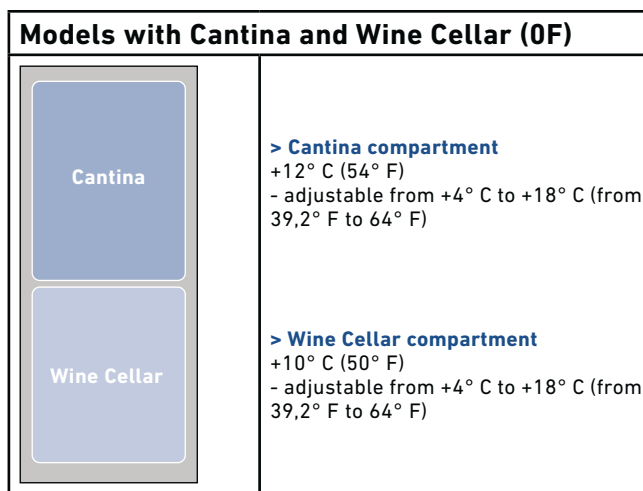 Models with Cantina and Wine Cellar (0F)
Cantina
> Cantina compartment
+12° C (54° F)
- adjustable from +4° C to +18° C (from
39,2° F to 64° F)
Wine Cellar
> Wine Cellar compartment
+10° C (50° F)
- adjustable from +4° C to +18° C (from
39,2° F to 64° F)